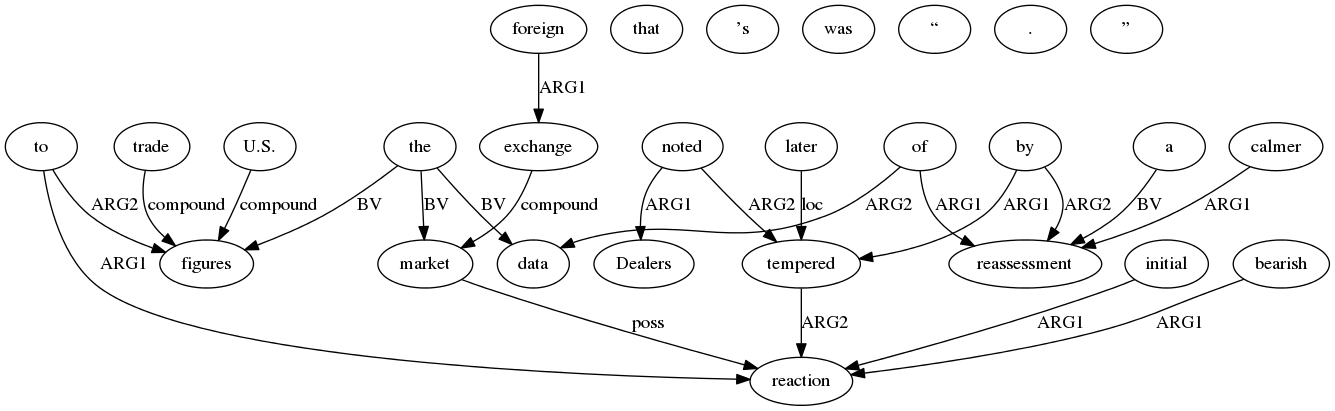 foreign that ’s was “ . ”
ARG1
to trade U.S. the exchange noted later of by a calmer
ARG2 compound compound BV BV BV compound ARG1 ARG2 loc ARG2 ARG1 ARG1 ARG2 BV ARG1
ARG1 figures market data Dealers tempered reassessment initial bearish
poss ARG2 ARG1 ARG1
reaction